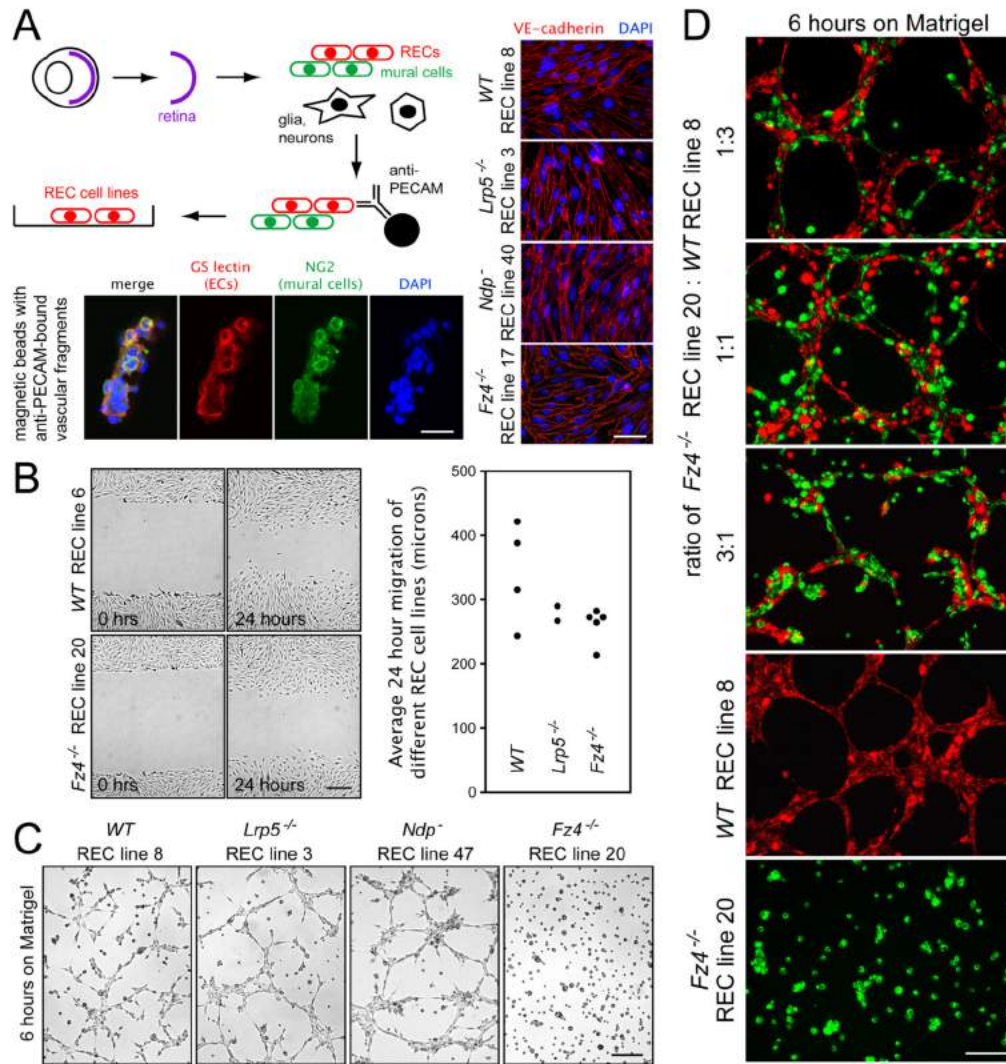 A
RECs
mural cells
retina
glia,
neurons
anti-
PECAM
REC cell lines
magnetic beads with
anti-PECAM-bound
vascular fragments
merge
GS lectin
(ECs)
NG2
(mural cells)
DAPI
VE-cadherin DAPI
WT
REC line 8
Lrp5-/-
REC line 3
Ndp-
REC line 40
Fz4-/-
REC line 17
B
WT REC line 6
0 hrs
24 hours
Fz4-/- REC line 20
0 hrs
24 hours
Average 24 hour migration of
different REC cell lines (microns)
500
400
300
200
100
0
WT
Lrp5-/-
Fz4-/-
C
6 hours on Matrigel
WT
REC line 8
Lrp5-/-
REC line 3
Ndp-
REC line 47
Fz4-/-
REC line 20
D
6 hours on Matrigel
ratio of Fz4-/- REC line 20 : WT REC line 8
1:3
1:1
3:1
WT REC line 8
Fz4-/-
REC line 20